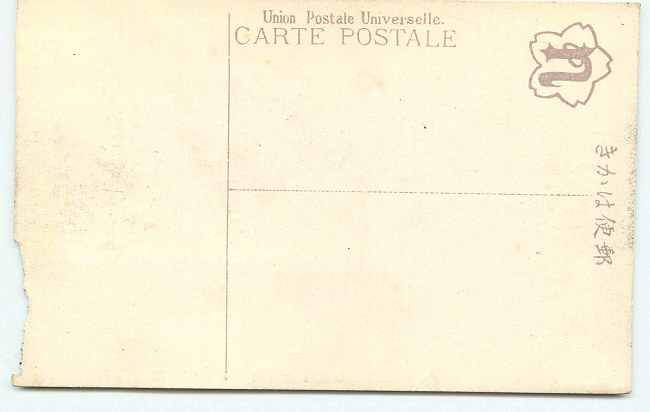 Union Postale Universelle.
CARTE POSTALE
郵便はかき